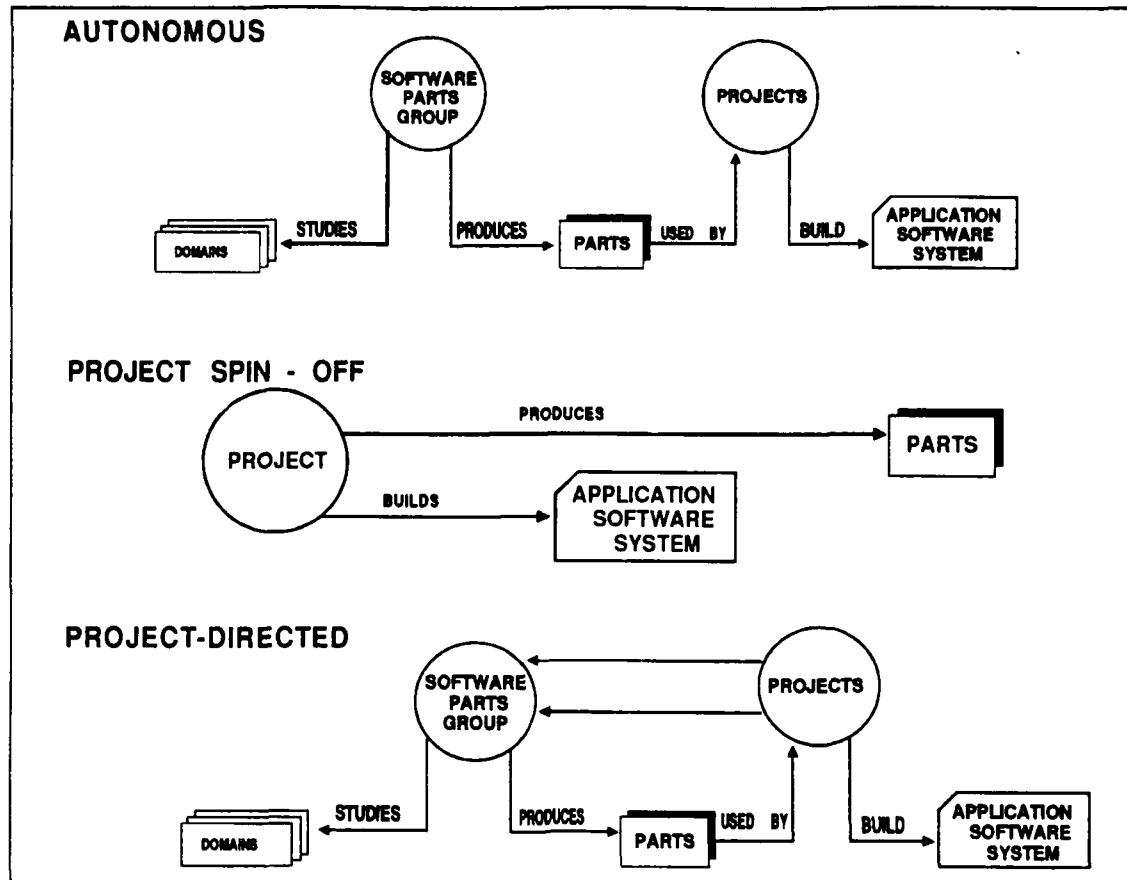 AUTONOMOUS
SOFTWARE
PARTS
GROUP
PROJECTS
STUDIES
PRODUCES
USED BY
BUILD
DOMAINS
PARTS
APPLICATION
SOFTWARE
SYSTEM
PROJECT SPIN - OFF
PROJECT
PRODUCES
PARTS
BUILDS
APPLICATION
SOFTWARE
SYSTEM
PROJECT-DIRECTED
SOFTWARE
PARTS
GROUP
PROJECTS
STUDIES
PRODUCES
USED BY
BUILD
DOMAINS
PARTS
APPLICATION
SOFTWARE
SYSTEM